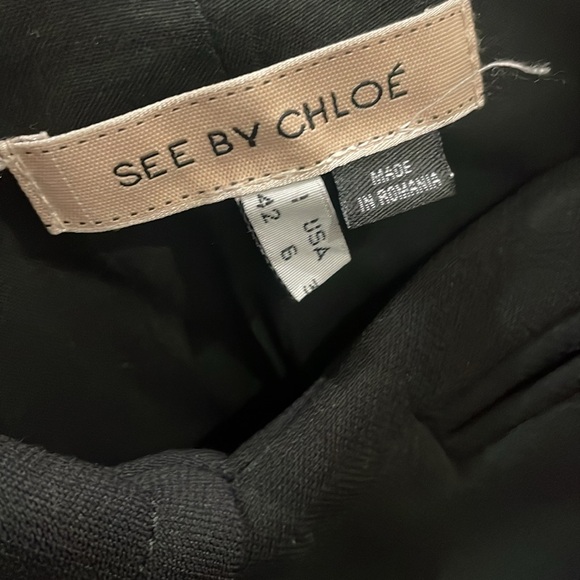 SEE BY CHLOÉ
MADE
IN ROMANIA
I USA
42 6